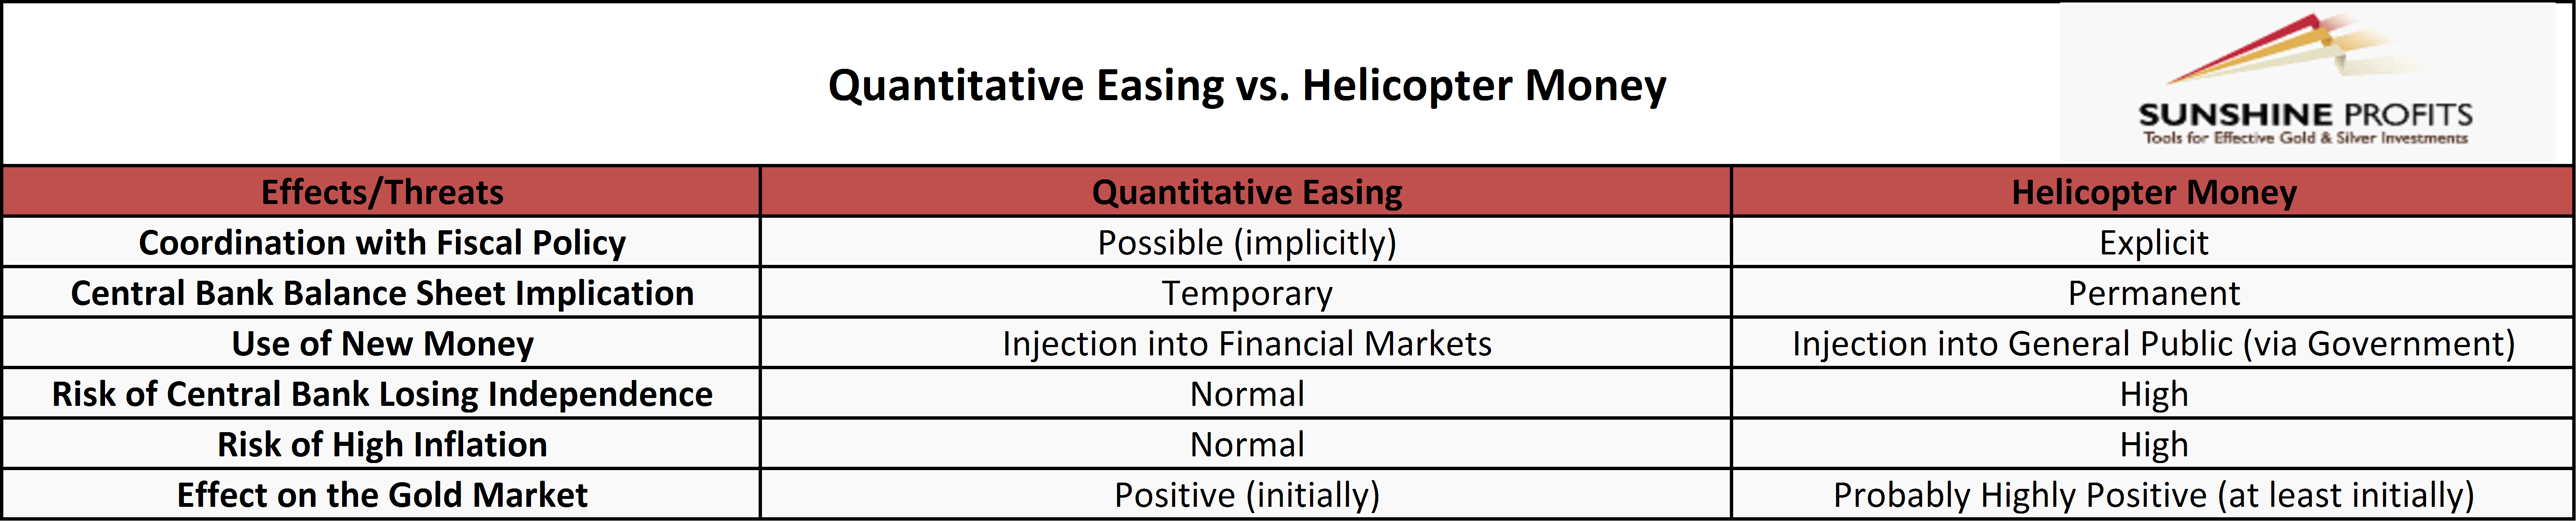 Quantitative Easing vs. Helicopter Money
SUNSHINE PROFITS
Tools for Effective Gold & Silver Investments
Effects/Threats Quantitative Easing Helicopter Money
Coordination with Fiscal Policy Possible (implicitly) Explicit
Central Bank Balance Sheet Implication Temporary Permanent
Use of New Money Injection into Financial Markets Injection into General Public (via Government)
Risk of Central Bank Losing Independence Normal High
Risk of High Inflation Normal High
Effect on the Gold Market Positive (initially) Probably Highly Positive (at least initially)